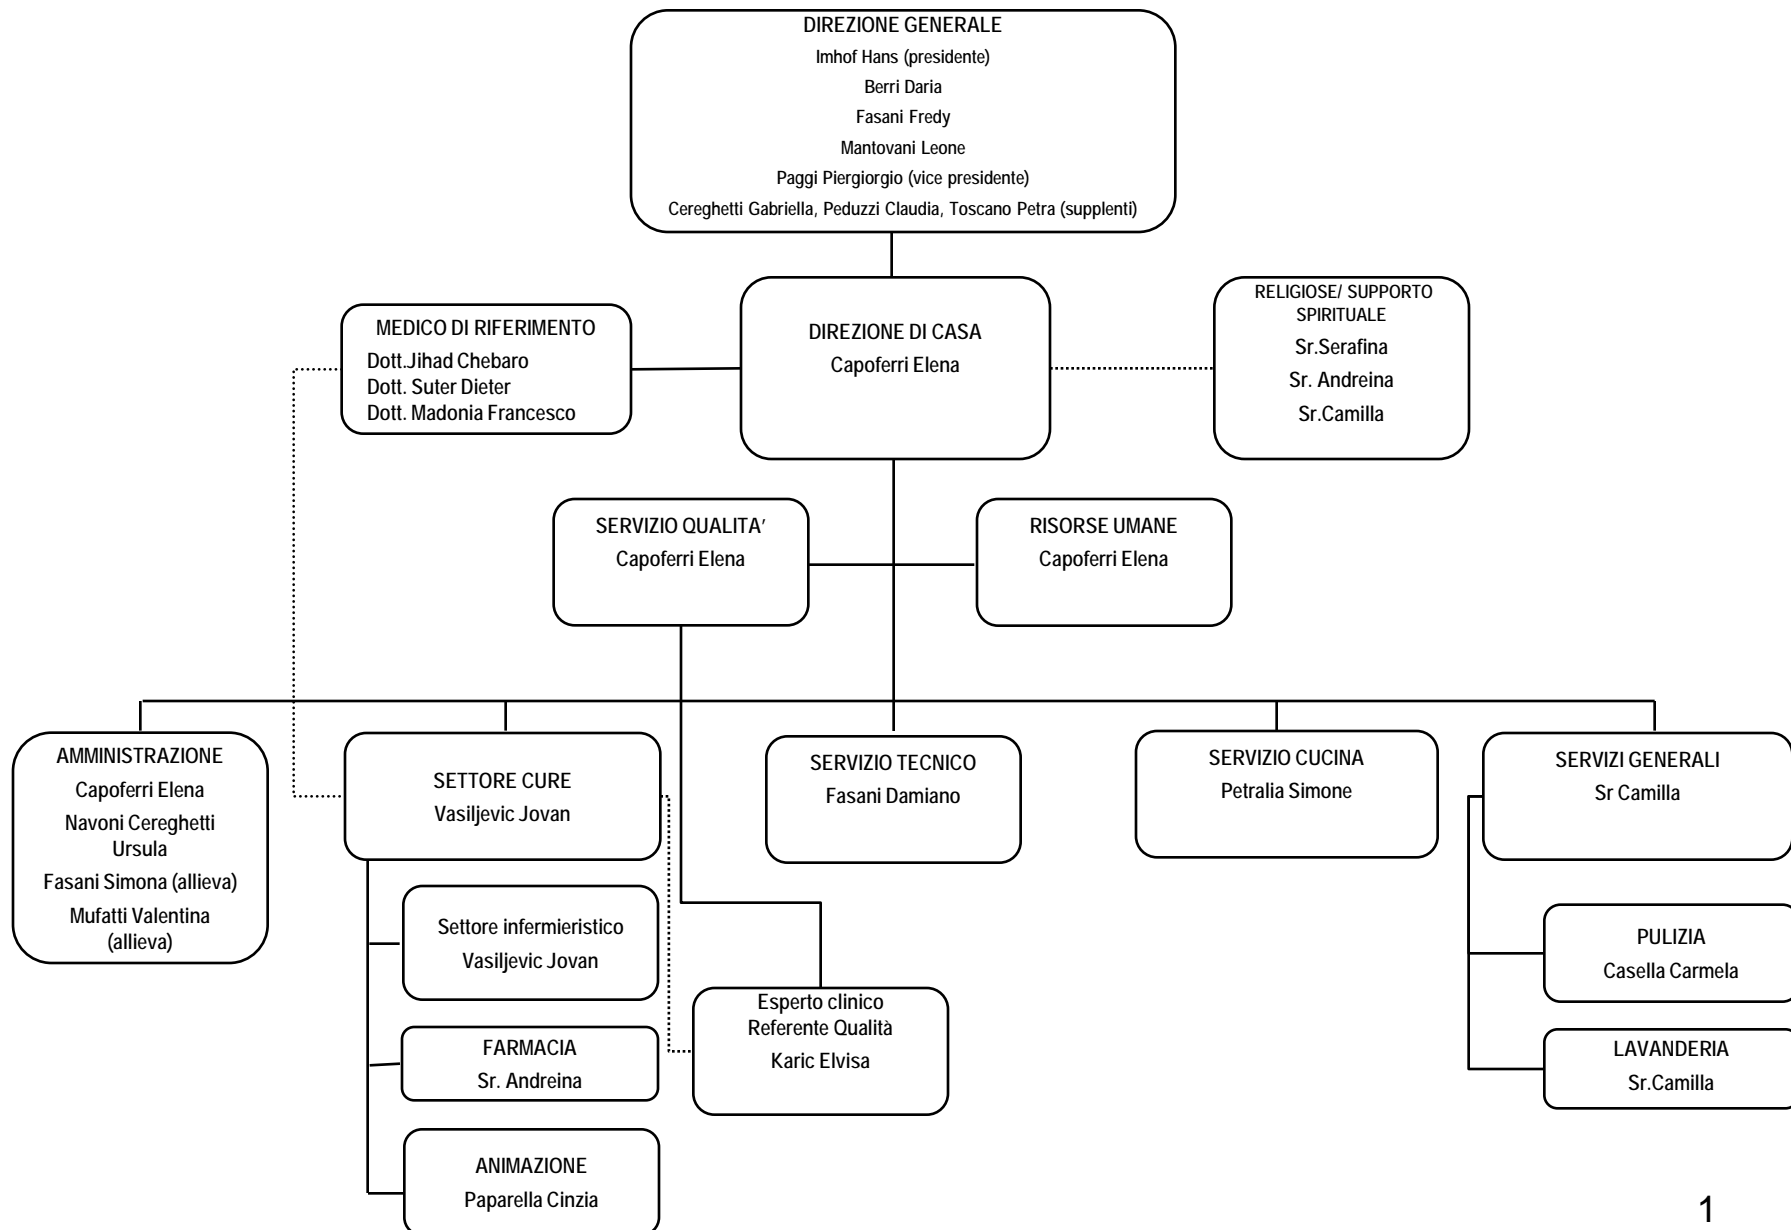 DIREZIONE GENERALE
Imhof Hans (presidente)
Berri Daria
Fasani Fredy
Mantovani Leone
Paggi Piergiorgio (vice presidente)
Cereghetti Gabriella, Peduzzi Claudia, Toscano Petra (supplenti)
MEDICO DI RIFERIMENTO
Dott.Jihad Chebaro
Dott. Suter Dieter
Dott. Madonia Francesco
DIREZIONE DI CASA
Capoferri Elena
RELIGIOSE/ SUPPORTO
SPIRITUALE
Sr.Serafina
Sr. Andreina
Sr.Camilla
SERVIZIO QUALITA’
Capoferri Elena
RISORSE UMANE
Capoferri Elena
AMMINISTRAZIONE
Capoferri Elena
Navoni Cereghetti
Ursula
Fasani Simona (allieva)
Mufatti Valentina
(allieva)
SETTORE CURE
Vasiljevic Jovan
SERVIZIO TECNICO
Fasani Damiano
SERVIZIO CUCINA
Petralia Simone
SERVIZI GENERALI
Sr Camilla
Settore infermieristico
Vasiljevic Jovan
FARMACIA
Sr. Andreina
ANIMAZIONE
Paparella Cinzia
Esperto clinico
Referente Qualità
Karic Elvisa
PULIZIA
Casella Carmela
LAVANDERIA
Sr.Camilla
1